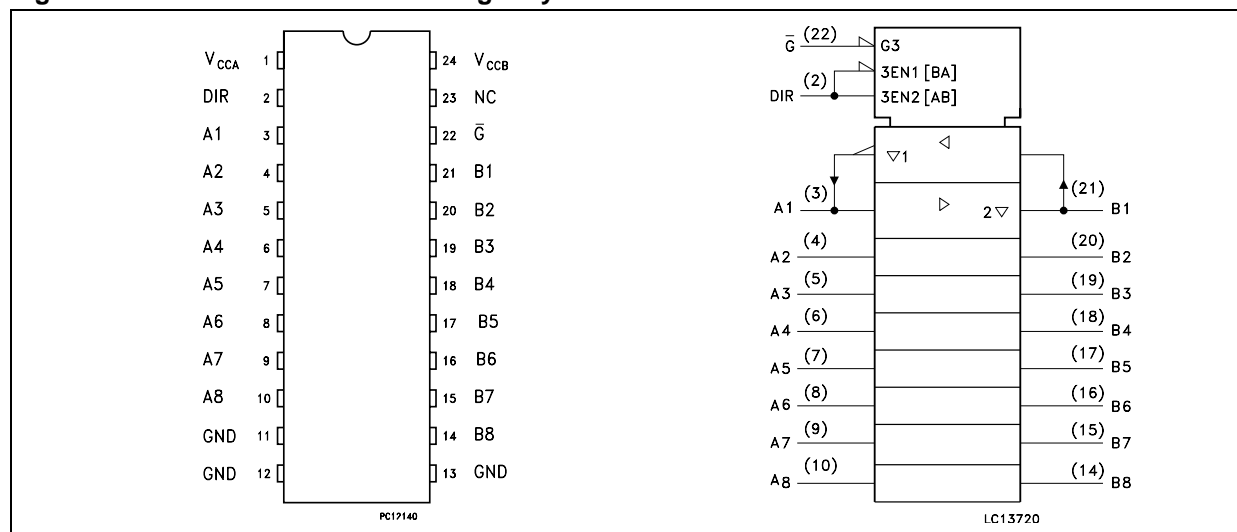 V_CCA 1 24 V_CCB
DIR 2 23 NC
A1 3 22 G̅
A2 4 21 B1
A3 5 20 B2
A4 6 19 B3
A5 7 18 B4
A6 8 17 B5
A7 9 16 B6
A8 10 15 B7
GND 11 14 B8
GND 12 13 GND
PC12140
G̅ (22) G3
3EN1 [BA]
DIR (2) 3EN2 [AB]
▽1 ◁
A1 (3) ▷ 2▽ (21) B1
A2 (4) (20) B2
A3 (5) (19) B3
A4 (6) (18) B4
A5 (7) (17) B5
A6 (8) (16) B6
A7 (9) (15) B7
A8 (10) (14) B8
LC13720